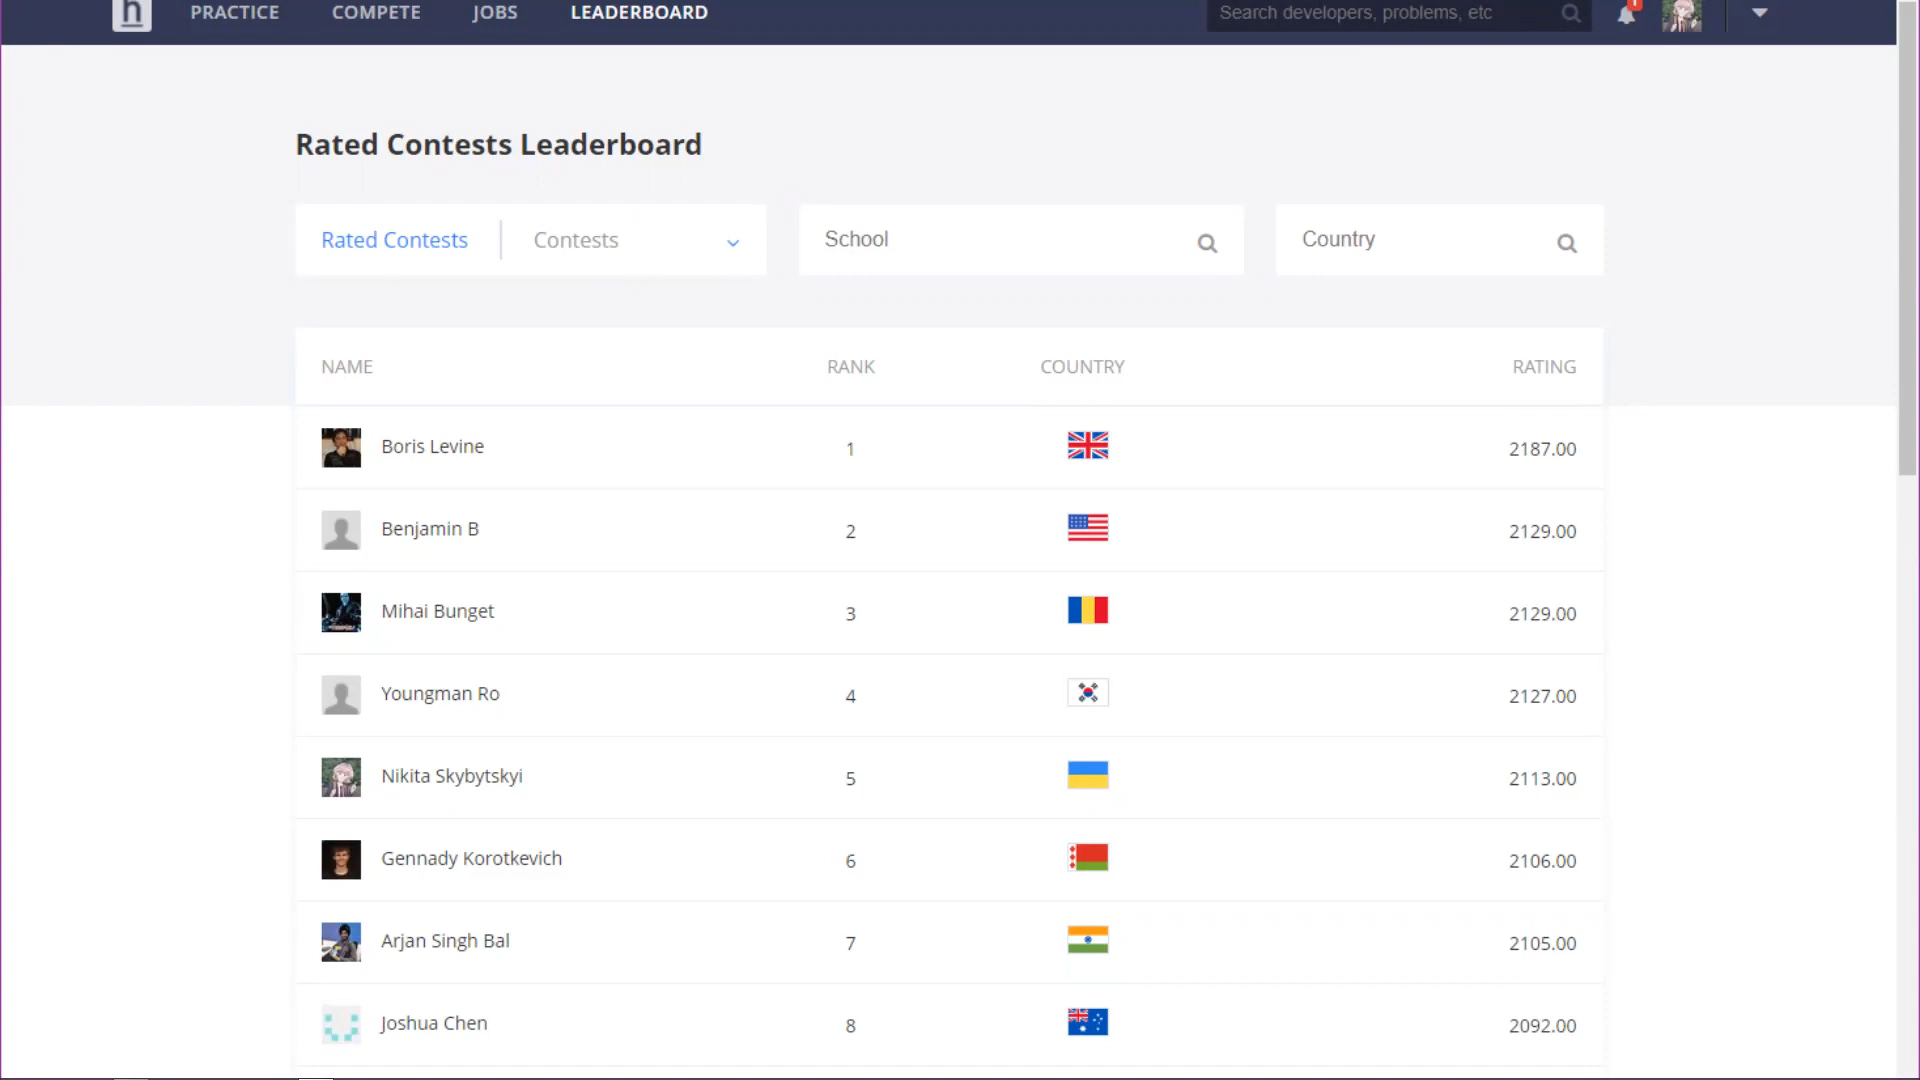 h PRACTICE COMPETE JOBS LEADERBOARD Search developers, problems, etc 1
Rated Contests Leaderboard
Rated Contests Contests School Country
NAME RANK COUNTRY RATING
Boris Levine 1 2187.00
Benjamin B 2 2129.00
Mihai Bunget 3 2129.00
Youngman Ro 4 2127.00
Nikita Skybytskyi 5 2113.00
Gennady Korotkevich 6 2106.00
Arjan Singh Bal 7 2105.00
Joshua Chen 8 2092.00